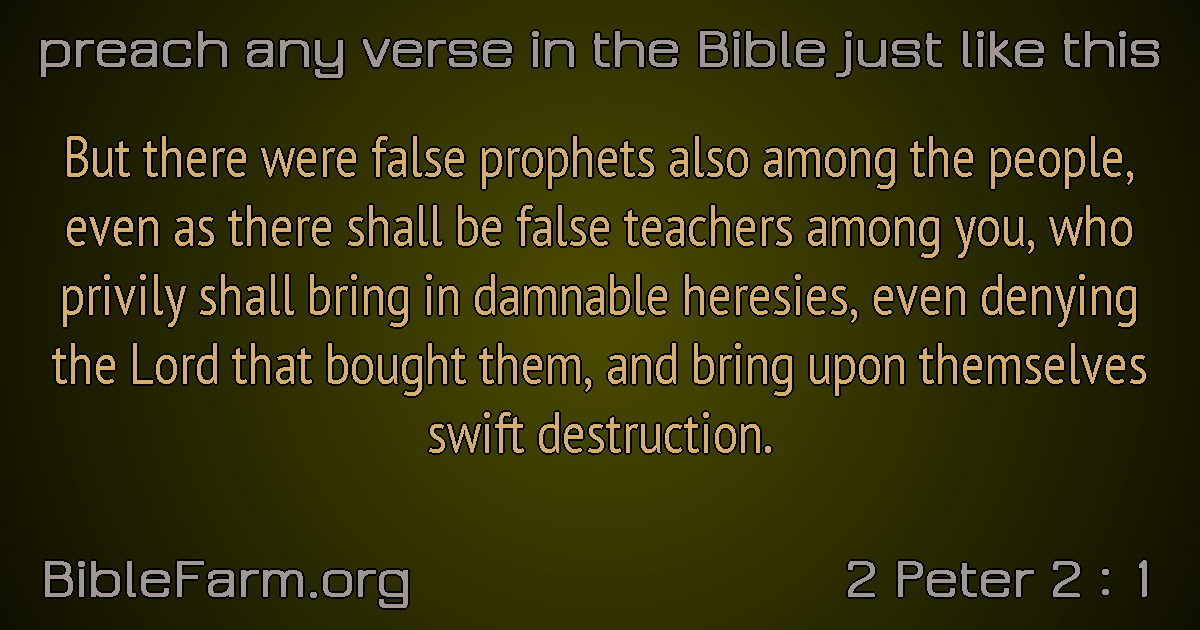 preach any verse in the Bible just like this
But there were false prophets also among the people,
even as there shall be false teachers among you, who
privily shall bring in damnable heresies, even denying
the Lord that bought them, and bring upon themselves
swift destruction.
BibleFarm.org
2 Peter 2 : 1